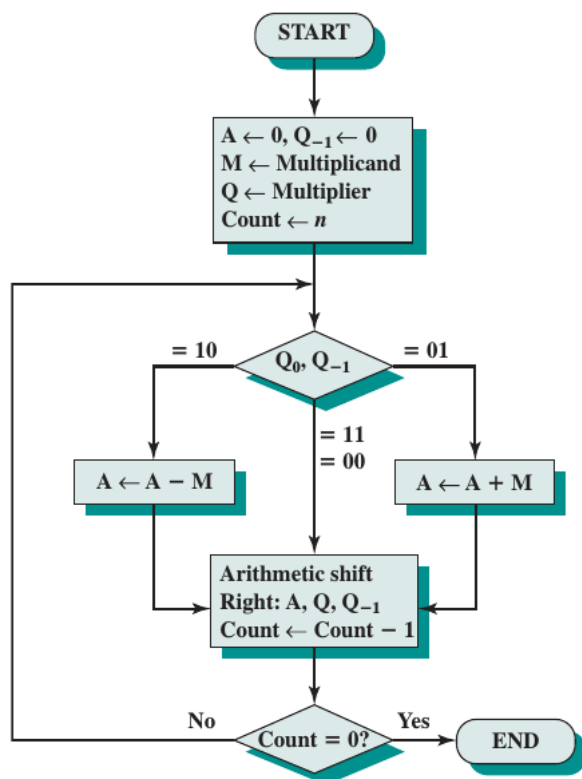 START
A ← 0, Q₋₁ ← 0
M ← Multiplicand
Q ← Multiplier
Count ← n
= 10
Q₀, Q₋₁
= 01
= 11
= 00
A ← A − M
A ← A + M
Arithmetic shift
Right: A, Q, Q₋₁
Count ← Count − 1
No
Count = 0?
Yes
END